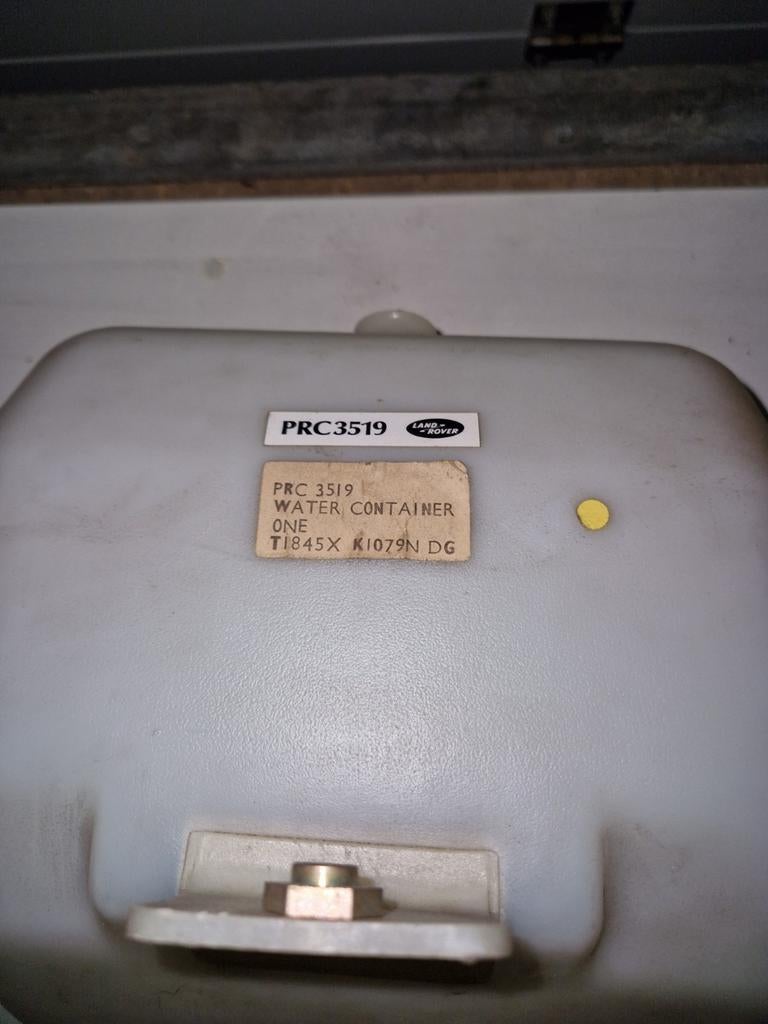 PRC3519 LAND-ROVER
PRC 3519
WATER CONTAINER
ONE
T1845X K1079N DG